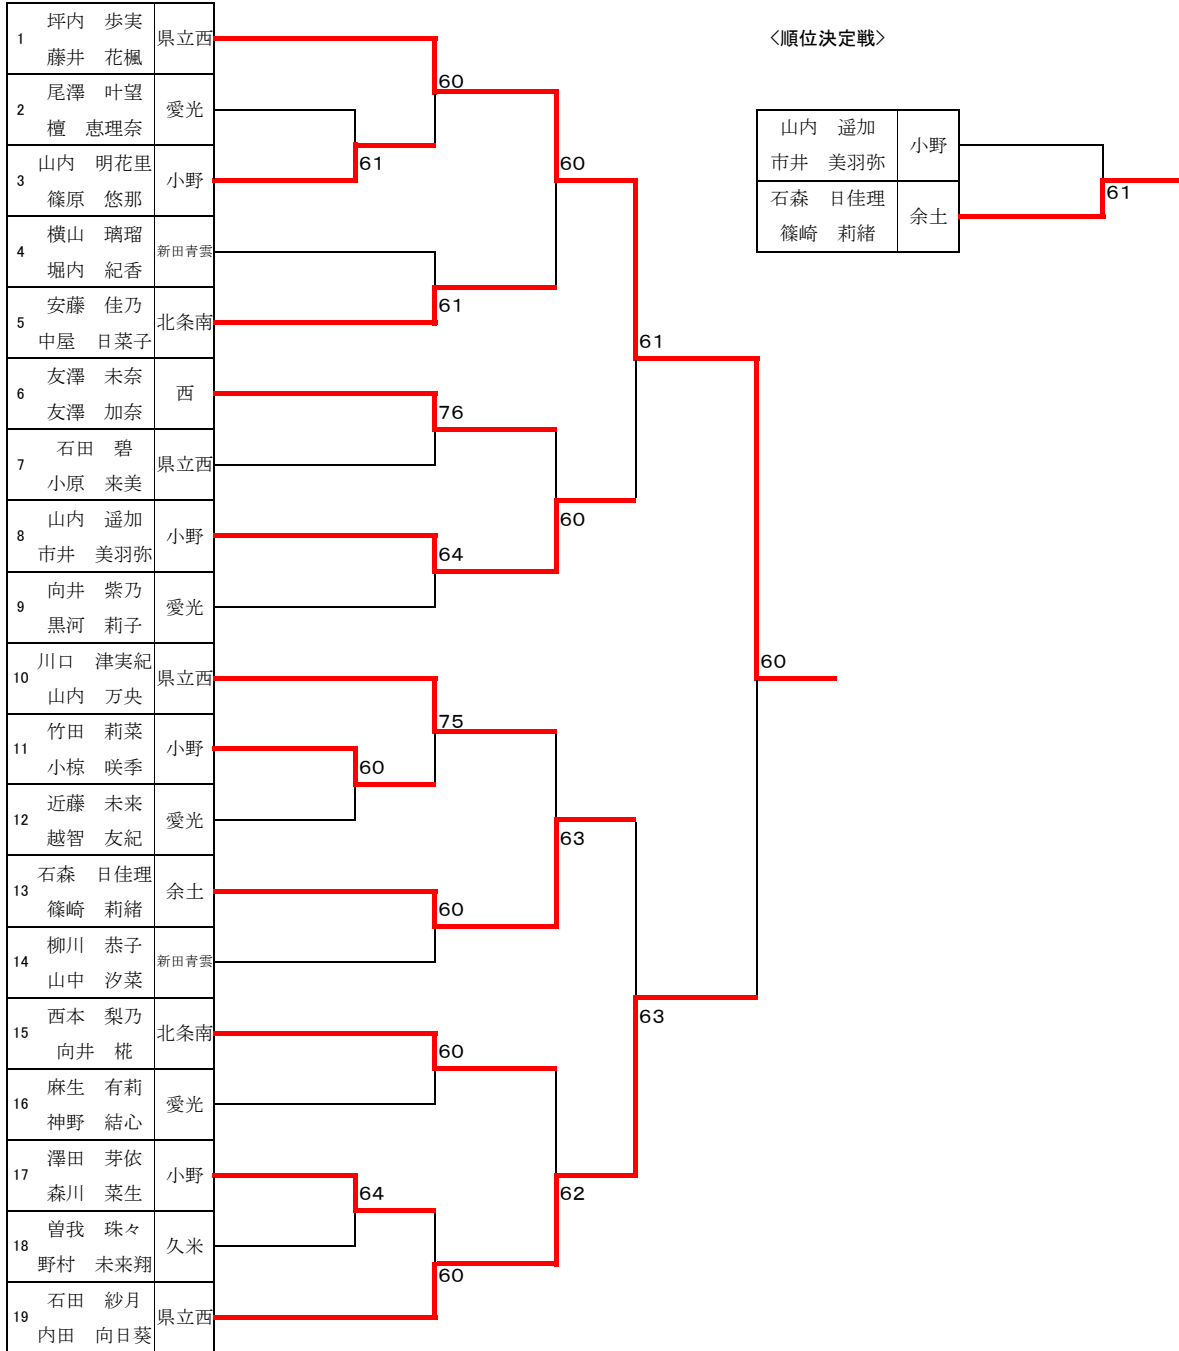 1 坪内　歩実 県立西
藤井　花楓
2 尾澤　叶望 愛光
檀　恵理奈
3 山内　明花里 小野
篠原　悠那
4 横山　璃瑠 新田青雲
堀内　紀香
5 安藤　佳乃 北条南
中屋　日菜子
6 友澤　未奈 西
友澤　加奈
7 石田　碧 県立西
小原　来美
8 山内　遥加 小野
市井　美羽弥
9 向井　紫乃 愛光
黒河　莉子
10 川口　津実紀 県立西
山内　万央
11 竹田　莉菜 小野
小椋　咲季
12 近藤　未来 愛光
越智　友紀
13 石森　日佳理 余土
篠崎　莉緒
14 柳川　恭子 新田青雲
山中　汐菜
15 西本　梨乃 北条南
向井　椛
16 麻生　有莉 愛光
神野　結心
17 澤田　芽依 小野
森川　菜生
18 曽我　珠々 久米
野村　未来翔
19 石田　紗月 県立西
内田　向日葵
61
60
64
60
61
76
64
75
60
60
60
60
60
63
62
61
63
60
〈順位決定戦〉
山内　遥加 小野
市井　美羽弥
石森　日佳理 余土
篠崎　莉緒
61